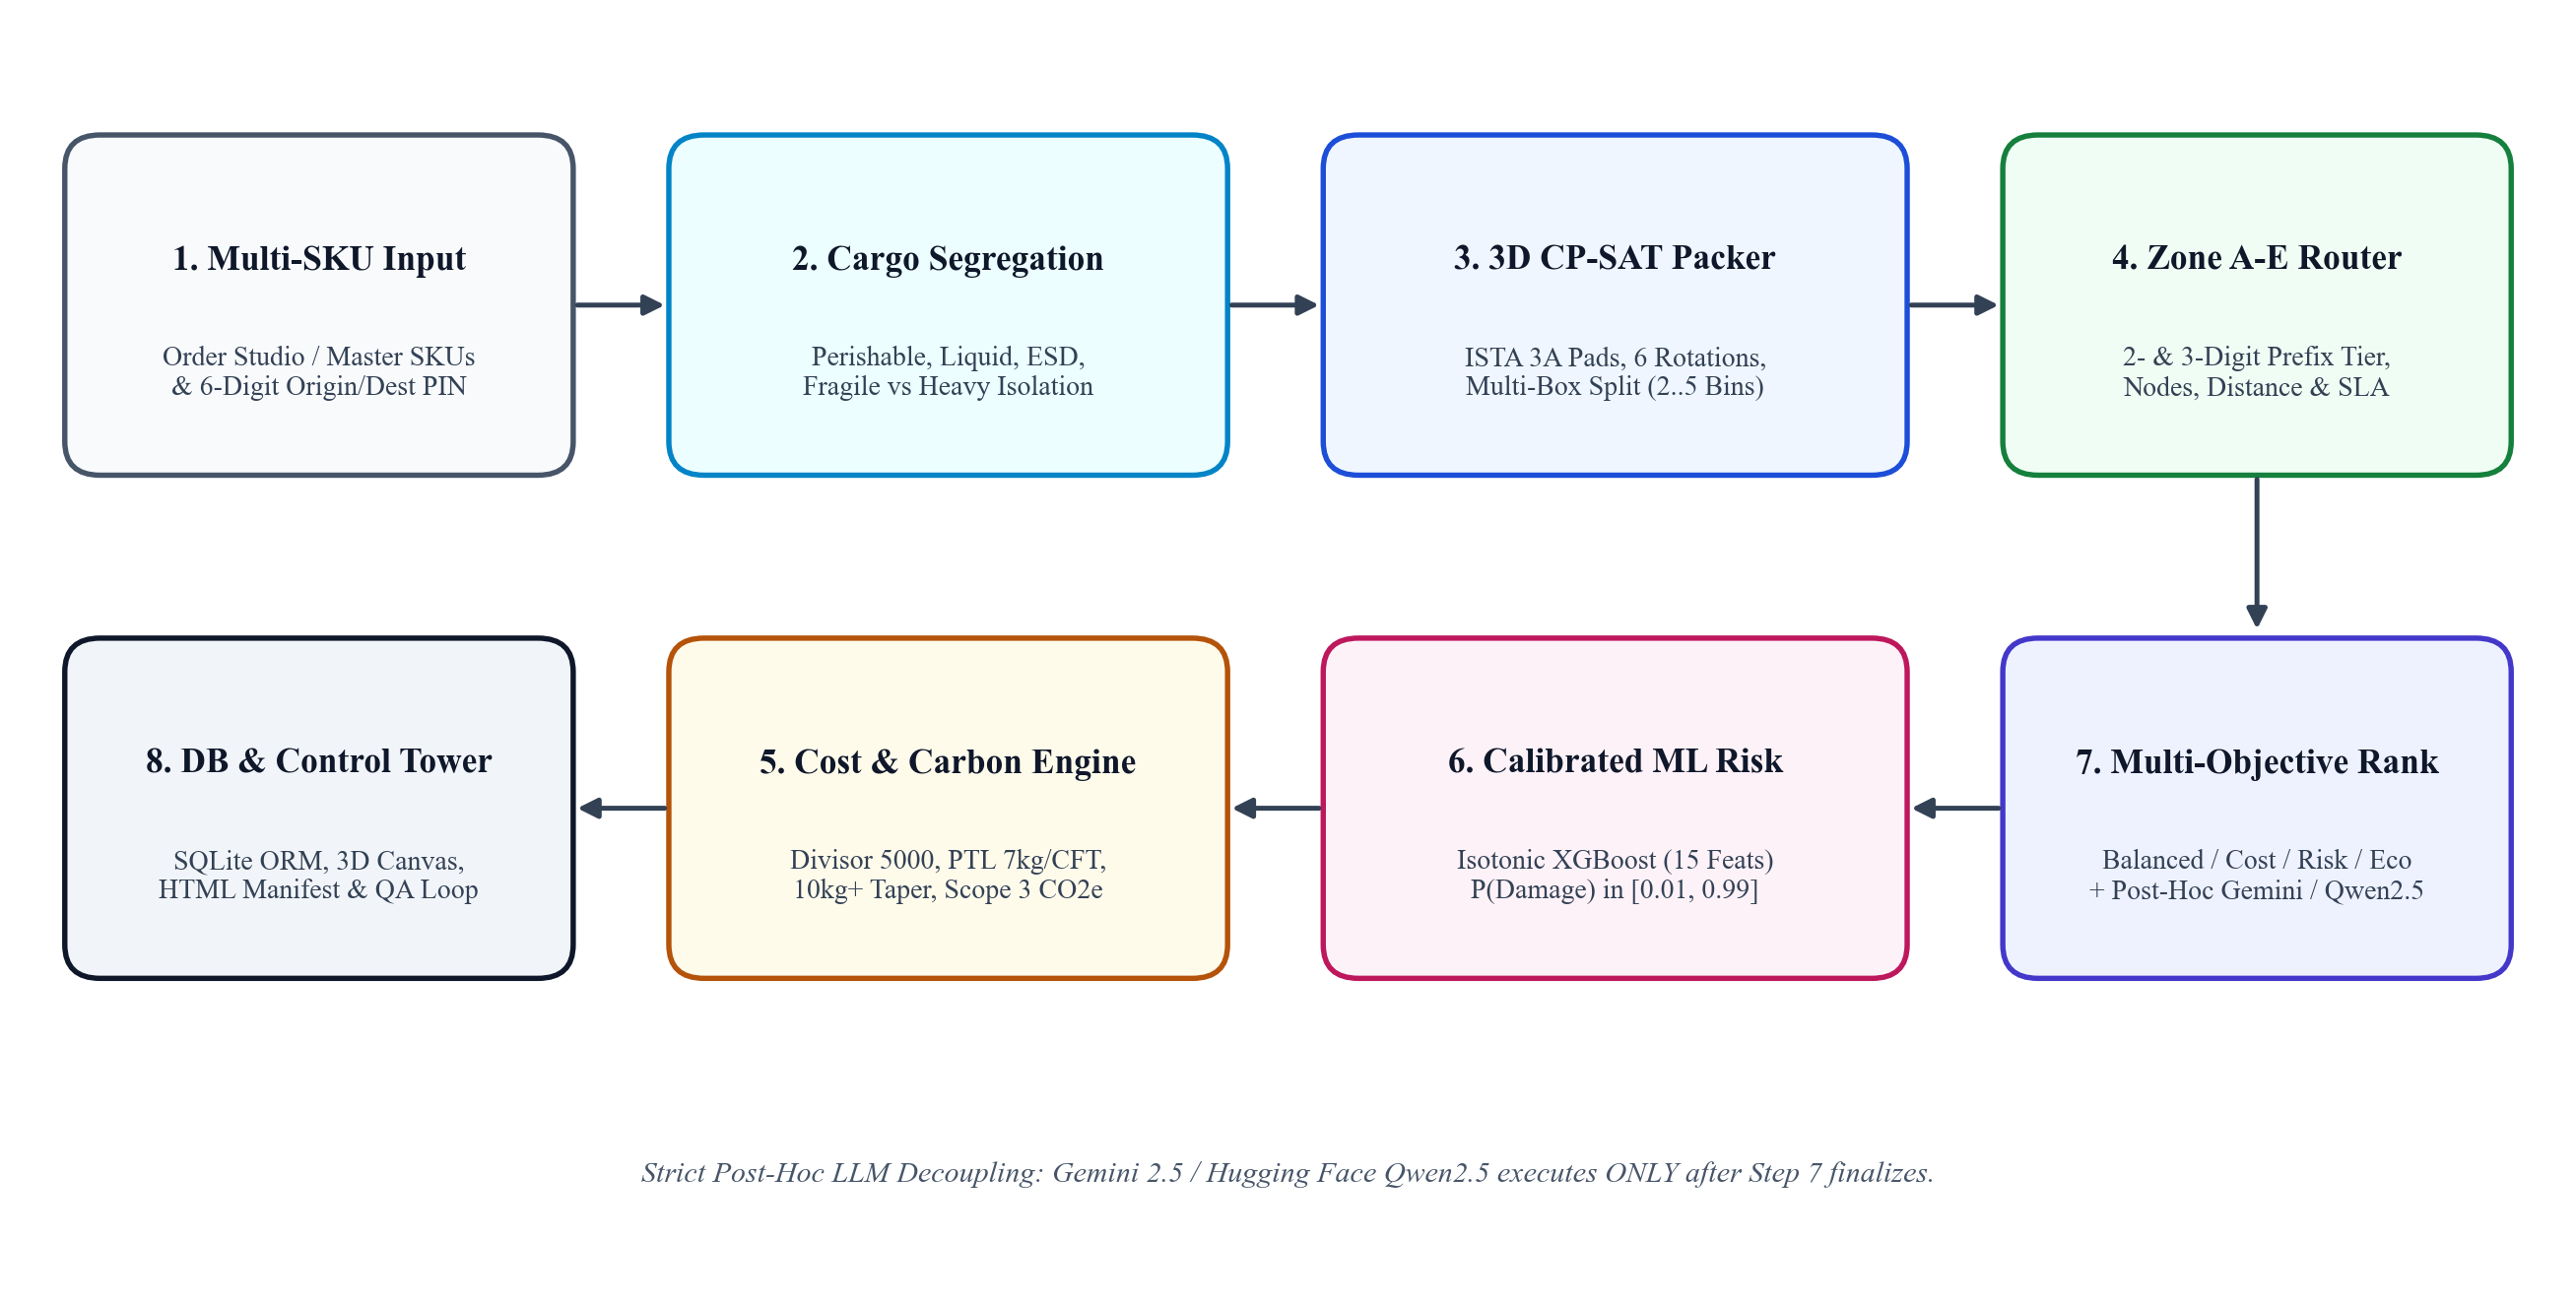 1. Multi-SKU Input
Order Studio / Master SKUs
& 6-Digit Origin/Dest PIN
2. Cargo Segregation
Perishable, Liquid, ESD,
Fragile vs Heavy Isolation
3. 3D CP-SAT Packer
ISTA 3A Pads, 6 Rotations,
Multi-Box Split (2..5 Bins)
4. Zone A-E Router
2- & 3-Digit Prefix Tier,
Nodes, Distance & SLA
8. DB & Control Tower
SQLite ORM, 3D Canvas,
HTML Manifest & QA Loop
5. Cost & Carbon Engine
Divisor 5000, PTL 7kg/CFT,
10kg+ Taper, Scope 3 CO2e
6. Calibrated ML Risk
Isotonic XGBoost (15 Feats)
P(Damage) in [0.01, 0.99]
7. Multi-Objective Rank
Balanced / Cost / Risk / Eco
+ Post-Hoc Gemini / Qwen2.5
Strict Post-Hoc LLM Decoupling: Gemini 2.5 / Hugging Face Qwen2.5 executes ONLY after Step 7 finalizes.